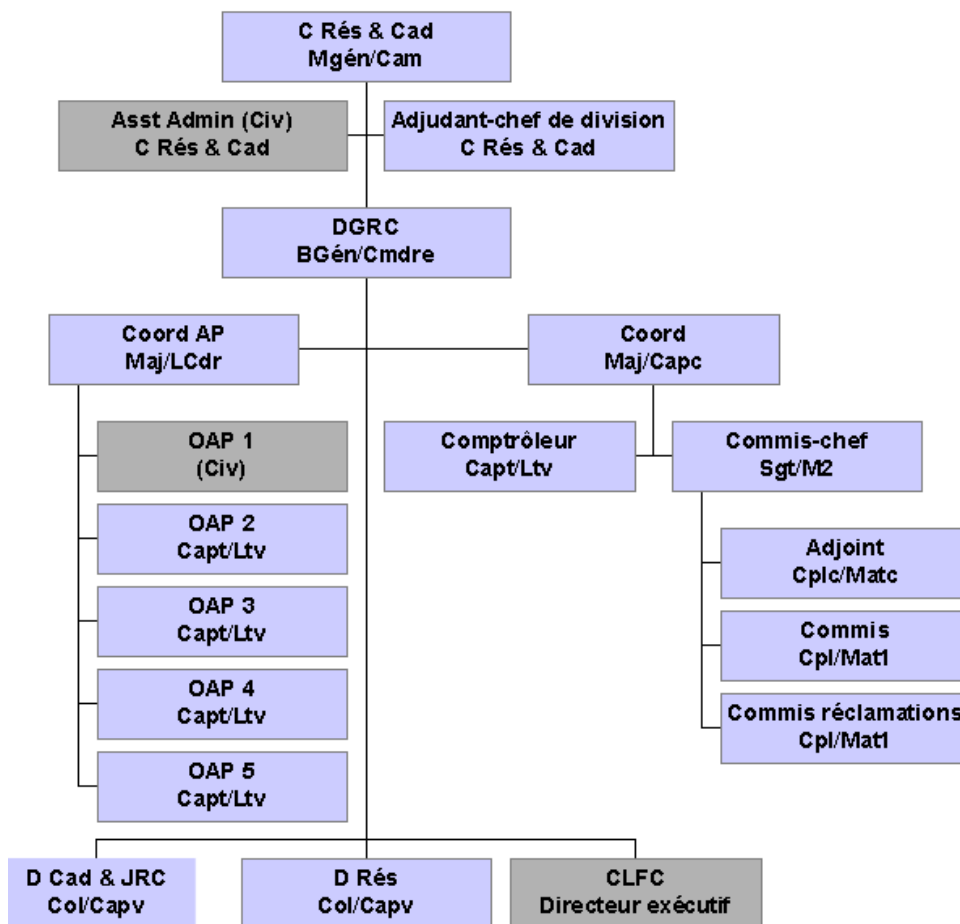 C Rés & Cad
Mgén/Cam
Asst Admin (Civ)
C Rés & Cad
Adjudant-chef de division
C Rés & Cad
DGRC
BGén/Cmdre
Coord AP
Maj/LCdr
Coord
Maj/Capc
OAP 1
(Civ)
OAP 2
Capt/Ltv
OAP 3
Capt/Ltv
OAP 4
Capt/Ltv
OAP 5
Capt/Ltv
Comptrôleur
Capt/Ltv
Commis-chef
Sgt/M2
Adjoint
Cplc/Matc
Commis
Cpl/Mat1
Commis réclamations
Cpl/Mat1
D Cad & JRC
Col/Capv
D Rés
Col/Capv
CLFC
Directeur exécutif